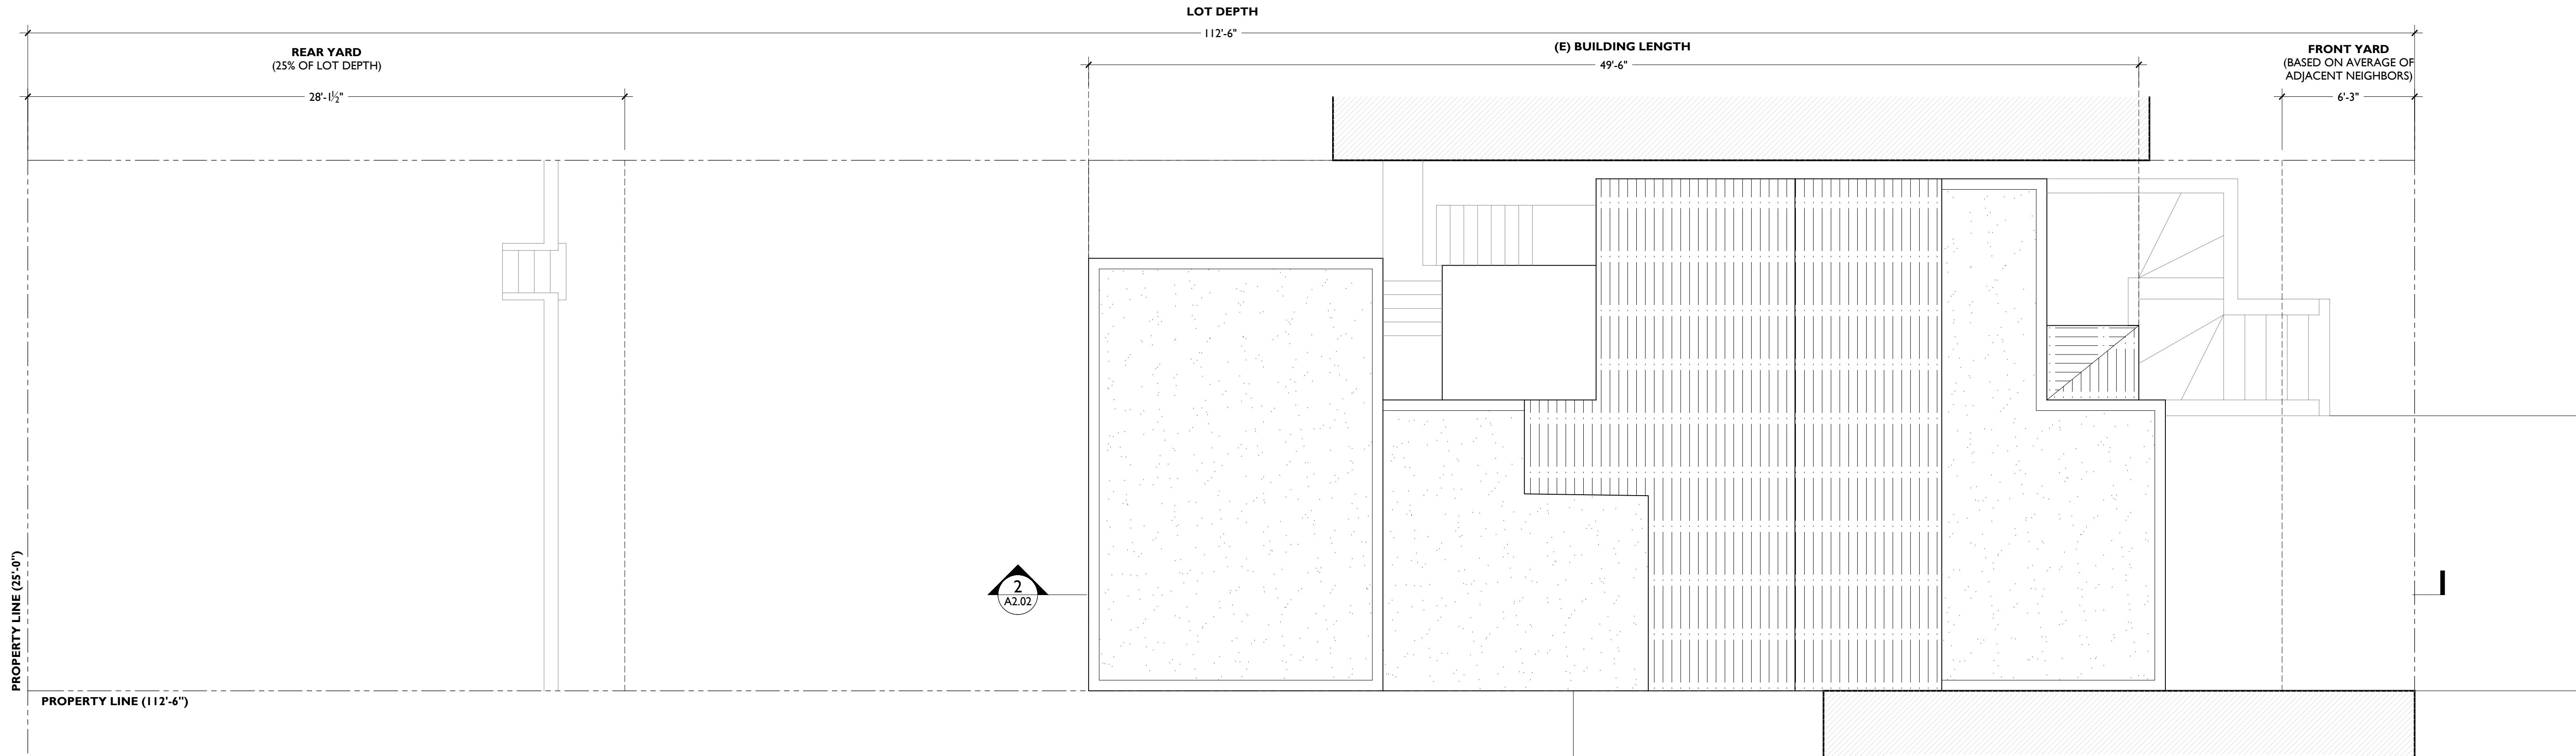 LOT DEPTH
112'-6"
REAR YARD
(25% OF LOT DEPTH)
28'-1½"
(E) BUILDING LENGTH
49'-6"
FRONT YARD
(BASED ON AVERAGE OF
ADJACENT NEIGHBORS)
6'-3"
2
A2.02
PROPERTY LINE (25'-0")
PROPERTY LINE (112'-6")